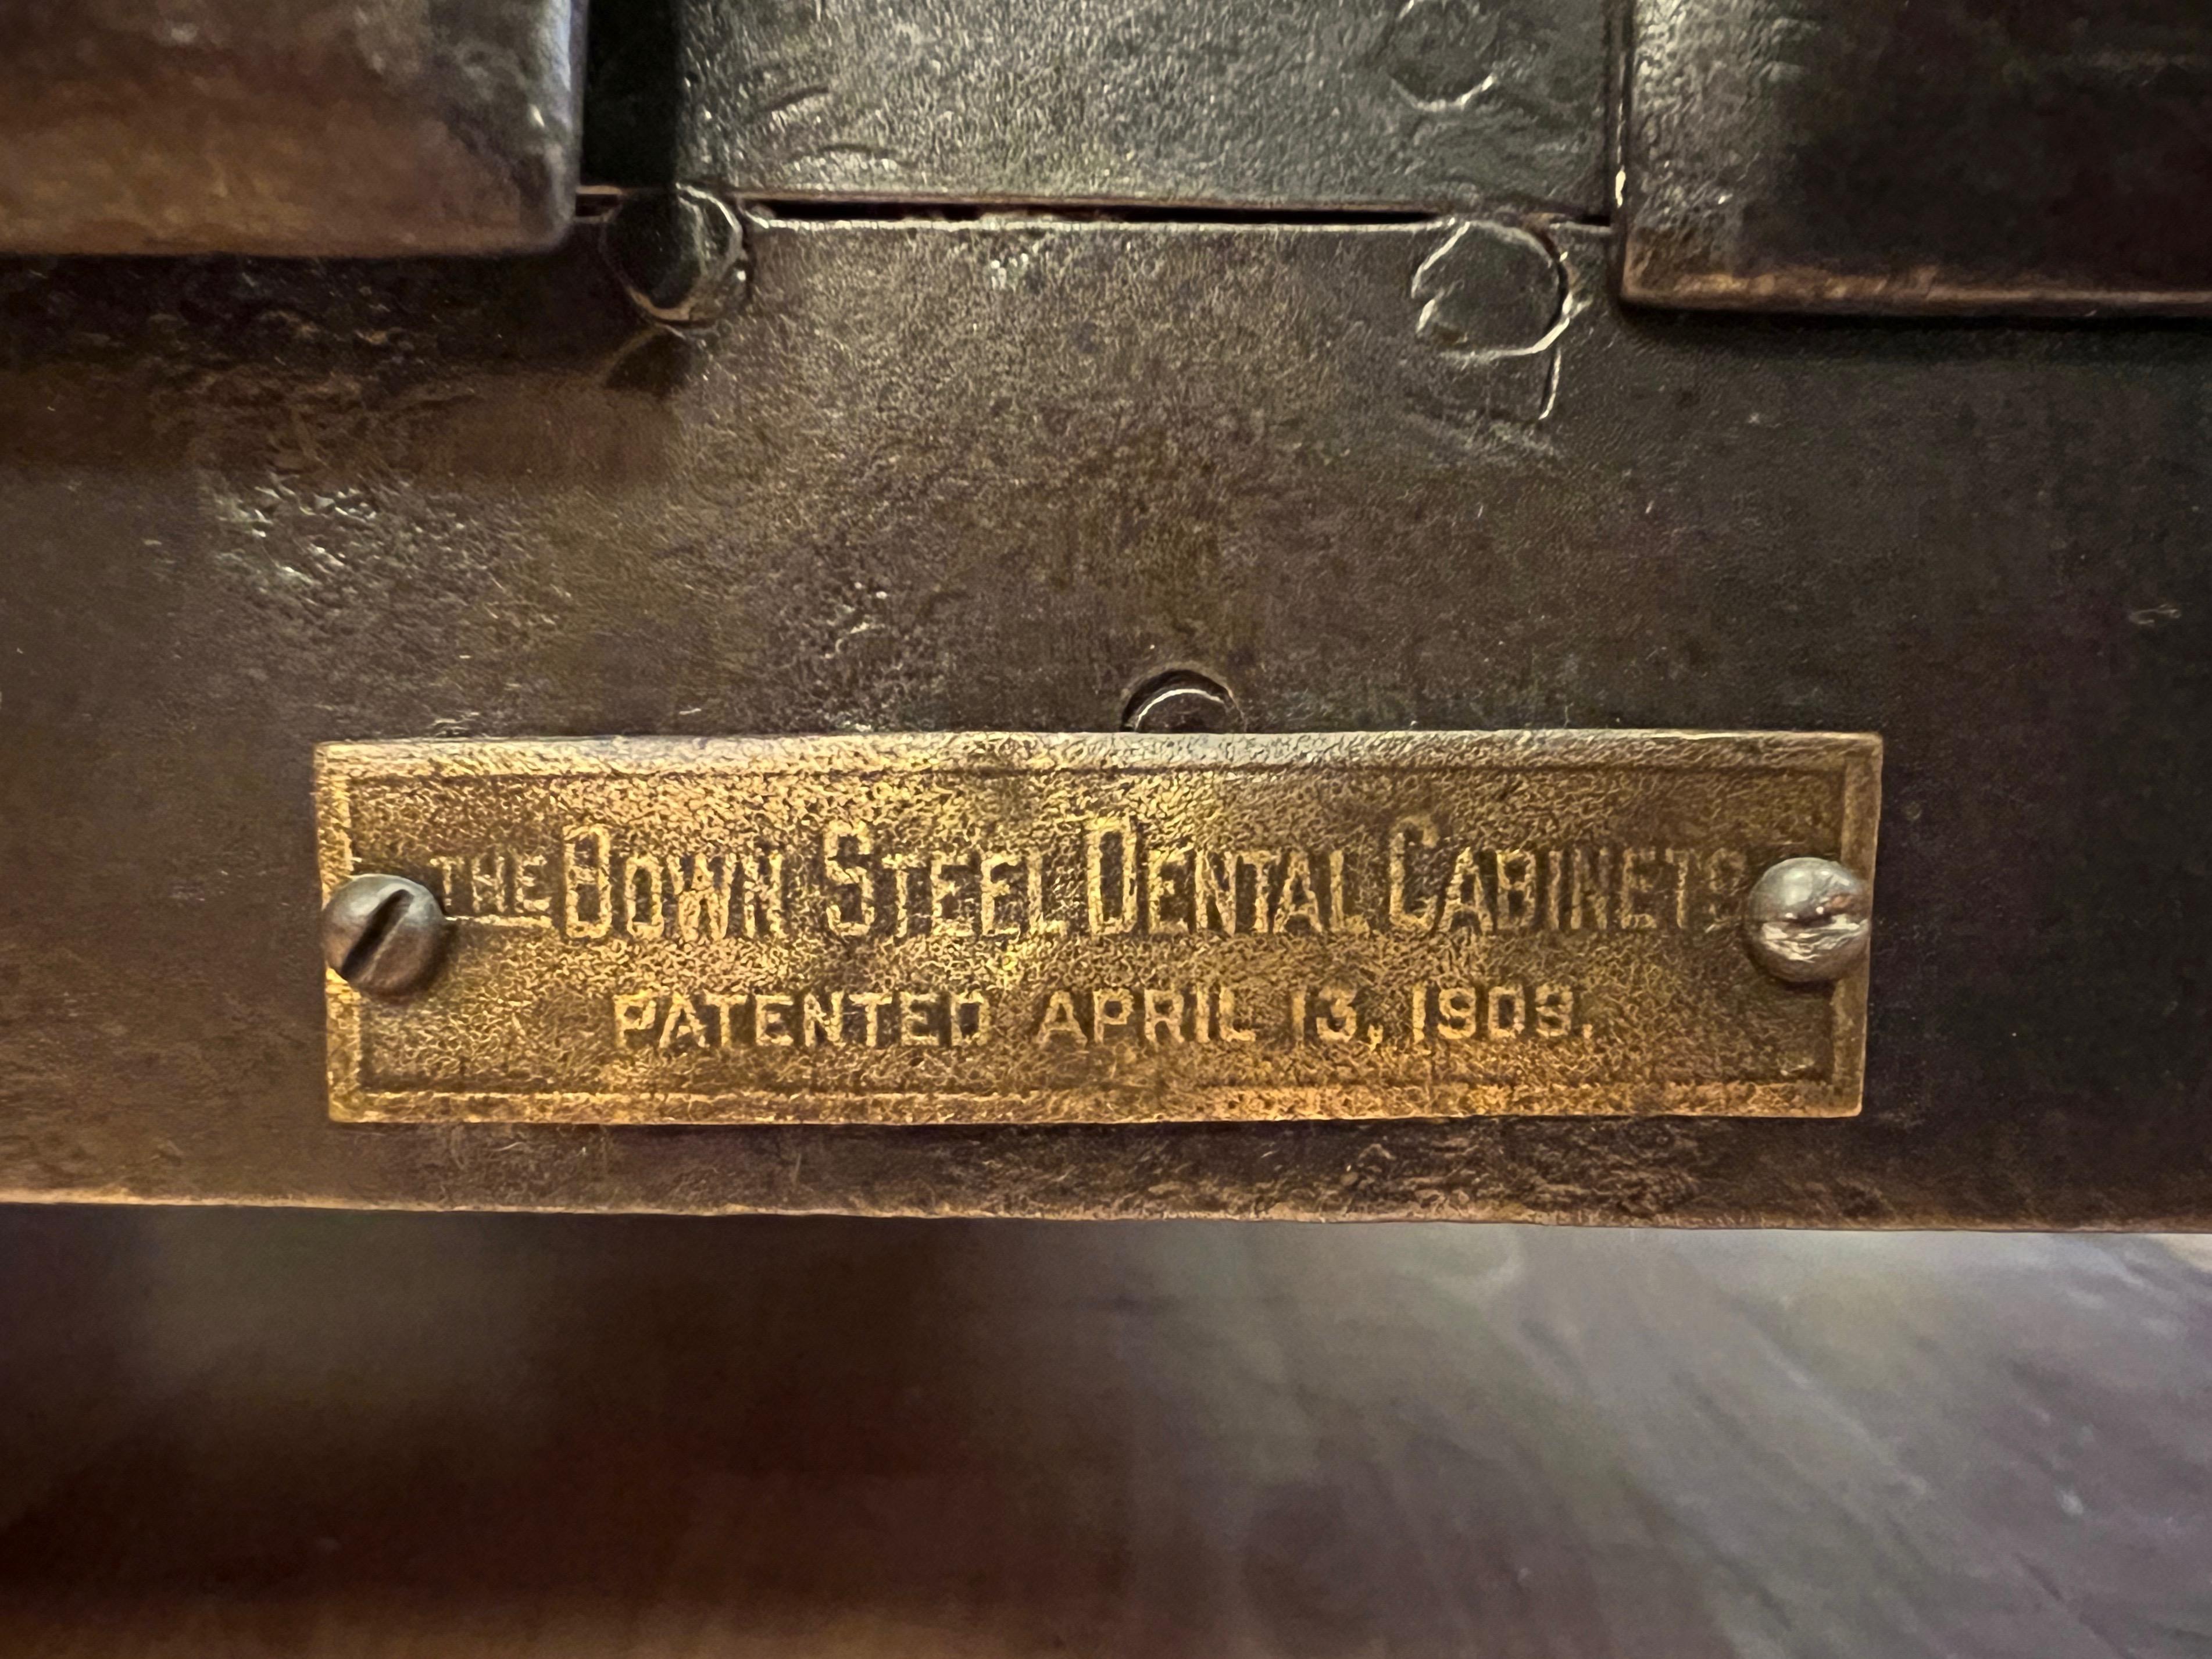 THE BOWN STEEL DENTAL CABINETS
PATENTED APRIL 13, 1909.